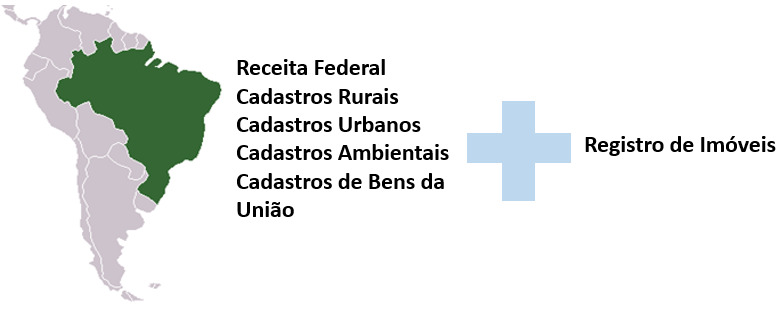 Receita Federal
Cadastros Rurais
Cadastros Urbanos
Cadastros Ambientais
Cadastros de Bens da
União
Registro de Imóveis